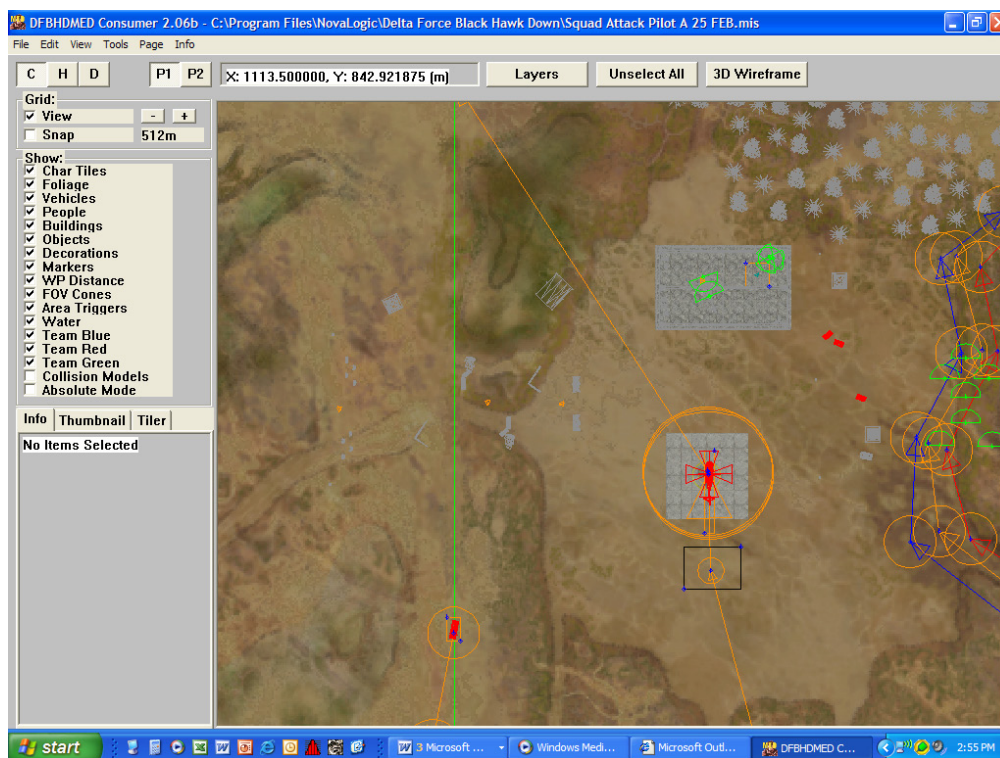 DFBHDMED Consumer 2.06b - C:\Program Files\NovaLogic\Delta Force Black Hawk Down\Squad Attack Pilot A 25 FEB.mis
File Edit View Tools Page Info
C H D P1 P2 X: 1113.500000, Y: 842.921875 (m) Layers Unselect All 3D Wireframe
Grid:
View - +
Snap 512m
Show:
Char Tiles
Foliage
Vehicles
People
Buildings
Objects
Decorations
Markers
WP Distance
FOV Cones
Area Triggers
Water
Team Blue
Team Red
Team Green
Collision Models
Absolute Mode
Info Thumbnail Tiler
No Items Selected
start 3 Microsoft ... Windows Medi... Microsoft Outl... DFBHDMED C... 2:55 PM